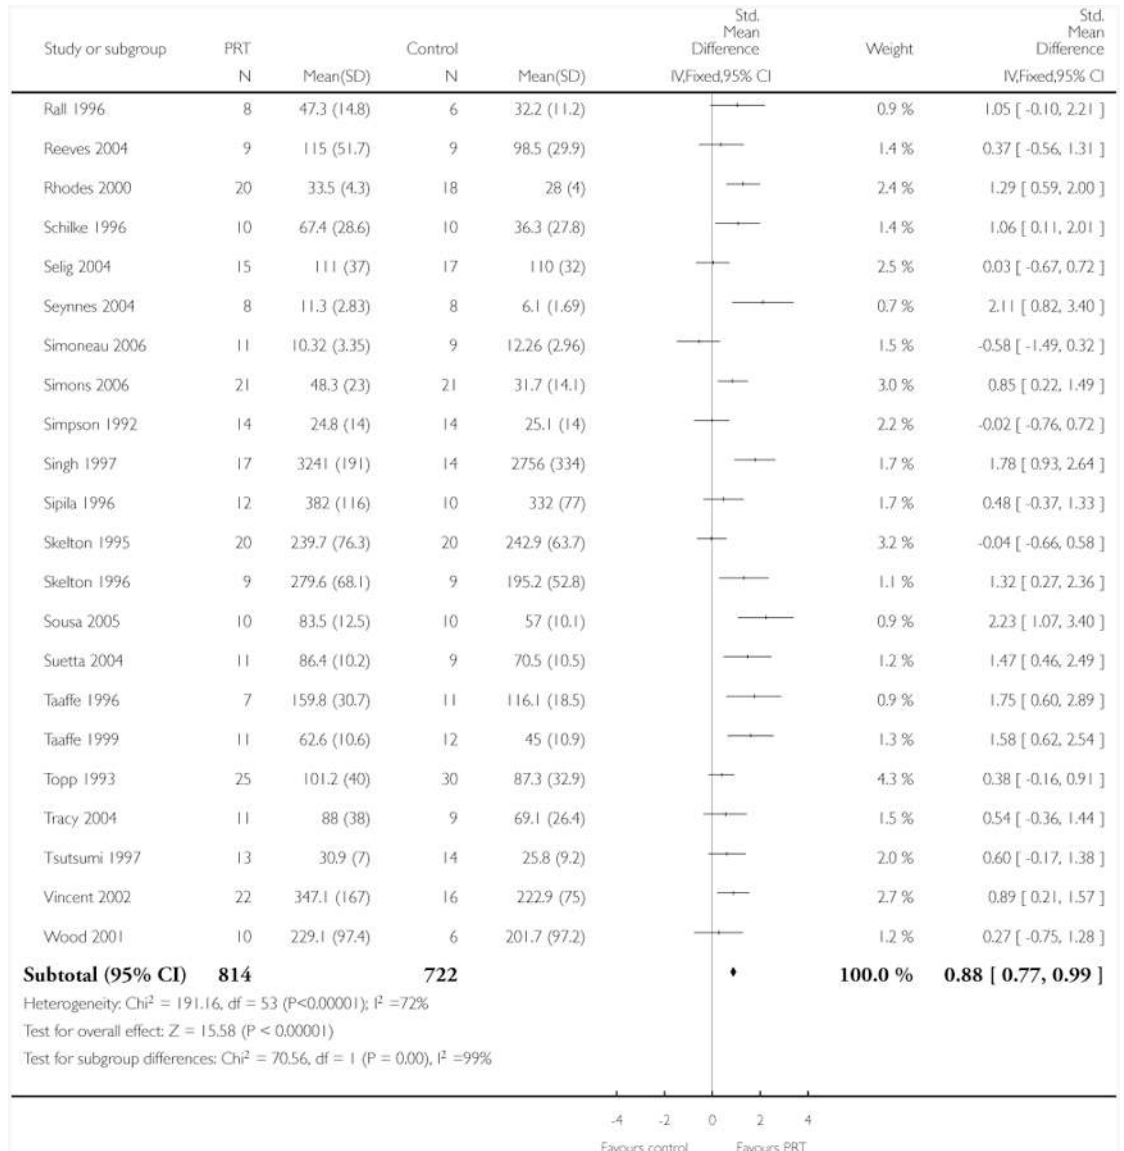 Std. Std.
Mean Mean
Study or subgroup PRT Control Difference Weight Difference
N Mean(SD) N Mean(SD) IV,Fixed,95% CI IV,Fixed,95% CI
Rall 1996 8 47.3 (14.8) 6 32.2 (11.2) 0.9 % 1.05 [ -0.10, 2.21 ]
Reeves 2004 9 115 (51.7) 9 98.5 (29.9) 1.4 % 0.37 [ -0.56, 1.31 ]
Rhodes 2000 20 33.5 (4.3) 18 28 (4) 2.4 % 1.29 [ 0.59, 2.00 ]
Schilke 1996 10 67.4 (28.6) 10 36.3 (27.8) 1.4 % 1.06 [ 0.11, 2.01 ]
Selig 2004 15 111 (37) 17 110 (32) 2.5 % 0.03 [ -0.67, 0.72 ]
Seynnes 2004 8 11.3 (2.83) 8 6.1 (1.69) 0.7 % 2.11 [ 0.82, 3.40 ]
Simoneau 2006 11 10.32 (3.35) 9 12.26 (2.96) 1.5 % -0.58 [ -1.49, 0.32 ]
Simons 2006 21 48.3 (23) 21 31.7 (14.1) 3.0 % 0.85 [ 0.22, 1.49 ]
Simpson 1992 14 24.8 (14) 14 25.1 (14) 2.2 % -0.02 [ -0.76, 0.72 ]
Singh 1997 17 3241 (191) 14 2756 (334) 1.7 % 1.78 [ 0.93, 2.64 ]
Sipila 1996 12 382 (116) 10 332 (77) 1.7 % 0.48 [ -0.37, 1.33 ]
Skelton 1995 20 239.7 (76.3) 20 242.9 (63.7) 3.2 % -0.04 [ -0.66, 0.58 ]
Skelton 1996 9 279.6 (68.1) 9 195.2 (52.8) 1.1 % 1.32 [ 0.27, 2.36 ]
Sousa 2005 10 83.5 (12.5) 10 57 (10.1) 0.9 % 2.23 [ 1.07, 3.40 ]
Suetta 2004 11 86.4 (10.2) 9 70.5 (10.5) 1.2 % 1.47 [ 0.46, 2.49 ]
Taaffe 1996 7 159.8 (30.7) 11 116.1 (18.5) 0.9 % 1.75 [ 0.60, 2.89 ]
Taaffe 1999 11 62.6 (10.6) 12 45 (10.9) 1.3 % 1.58 [ 0.62, 2.54 ]
Topp 1993 25 101.2 (40) 30 87.3 (32.9) 4.3 % 0.38 [ -0.16, 0.91 ]
Tracy 2004 11 88 (38) 9 69.1 (26.4) 1.5 % 0.54 [ -0.36, 1.44 ]
Tsutsumi 1997 13 30.9 (7) 14 25.8 (9.2) 2.0 % 0.60 [ -0.17, 1.38 ]
Vincent 2002 22 347.1 (167) 16 222.9 (75) 2.7 % 0.89 [ 0.21, 1.57 ]
Wood 2001 10 229.1 (97.4) 6 201.7 (97.2) 1.2 % 0.27 [ -0.75, 1.28 ]
Subtotal (95% CI) 814 722 100.0 % 0.88 [ 0.77, 0.99 ]
Heterogeneity: Chi² = 191.16, df = 53 (P<0.00001); I² =72%
Test for overall effect: Z = 15.58 (P < 0.00001)
Test for subgroup differences: Chi² = 70.56, df = 1 (P = 0.00), I² =99%
-4 -2 0 2 4
Favours control Favours PRT